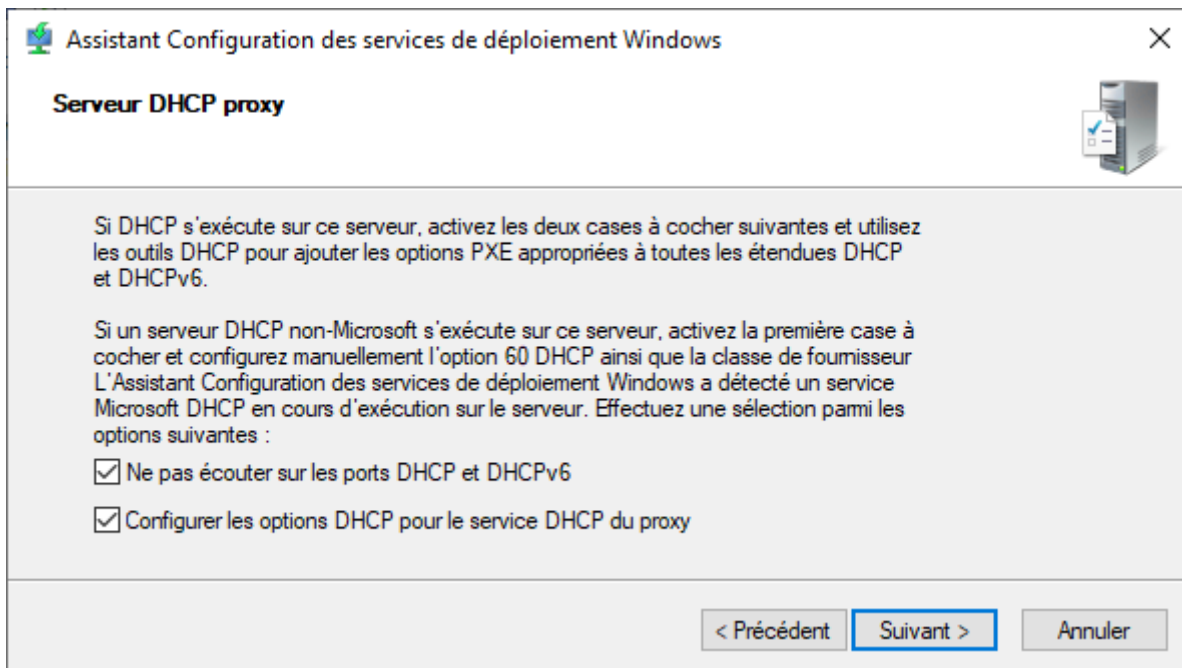 Assistant Configuration des services de déploiement Windows
Serveur DHCP proxy
Si DHCP s'exécute sur ce serveur, activez les deux cases à cocher suivantes et utilisez
les outils DHCP pour ajouter les options PXE appropriées à toutes les étendues DHCP
et DHCPv6.
Si un serveur DHCP non-Microsoft s'exécute sur ce serveur, activez la première case à
cocher et configurez manuellement l'option 60 DHCP ainsi que la classe de fournisseur
L'Assistant Configuration des services de déploiement Windows a détecté un service
Microsoft DHCP en cours d'exécution sur le serveur. Effectuez une sélection parmi les
options suivantes :
Ne pas écouter sur les ports DHCP et DHCPv6
Configurer les options DHCP pour le service DHCP du proxy
< Précédent
Suivant >
Annuler